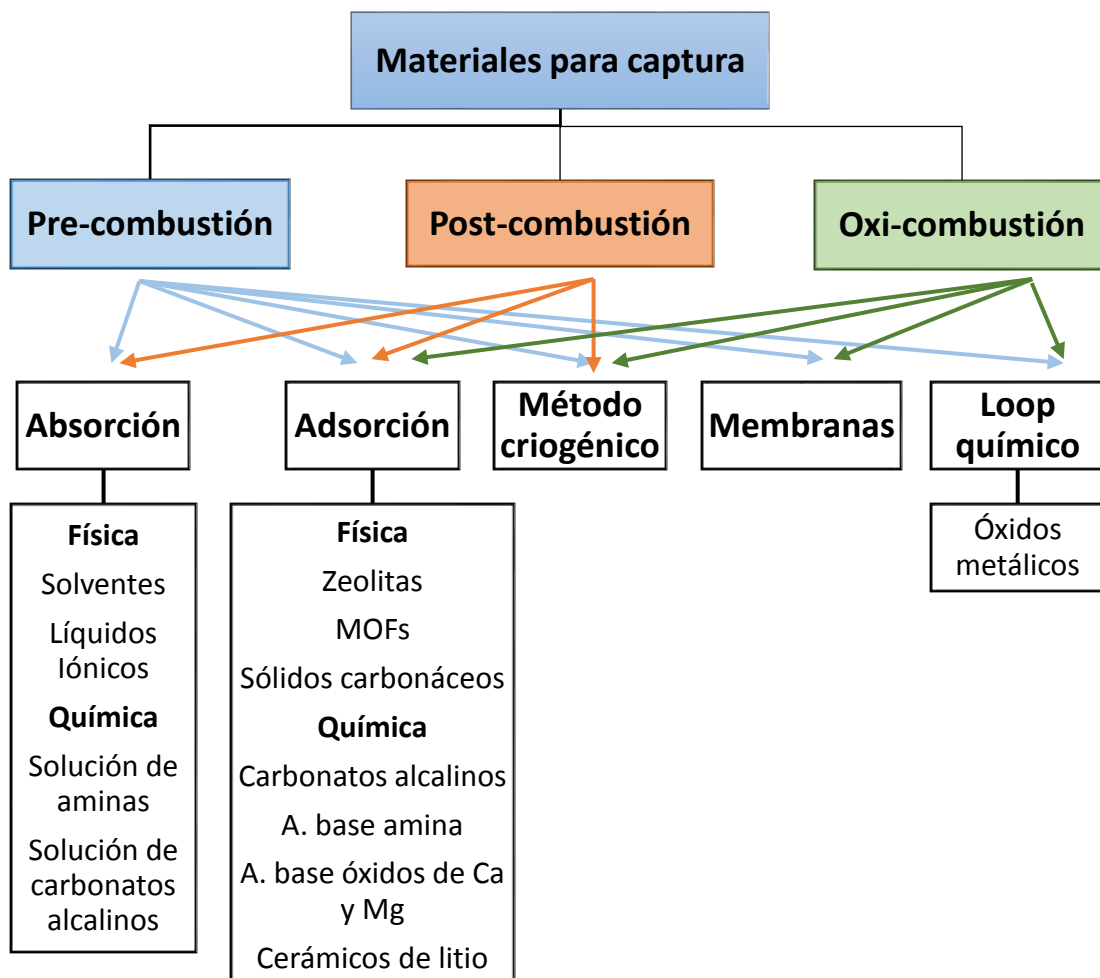 Materiales para captura
Pre-combustión
Post-combustión
Oxi-combustión
Absorción
Adsorción
Método
criogénico
Membranas
Loop
químico
Física
Solventes
Líquidos
Iónicos
Química
Solución de
aminas
Solución de
carbonatos
alcalinos
Física
Zeolitas
MOFs
Sólidos carbonáceos
Química
Carbonatos alcalinos
A. base amina
A. base óxidos de Ca
y Mg
Cerámicos de litio
Óxidos
metálicos